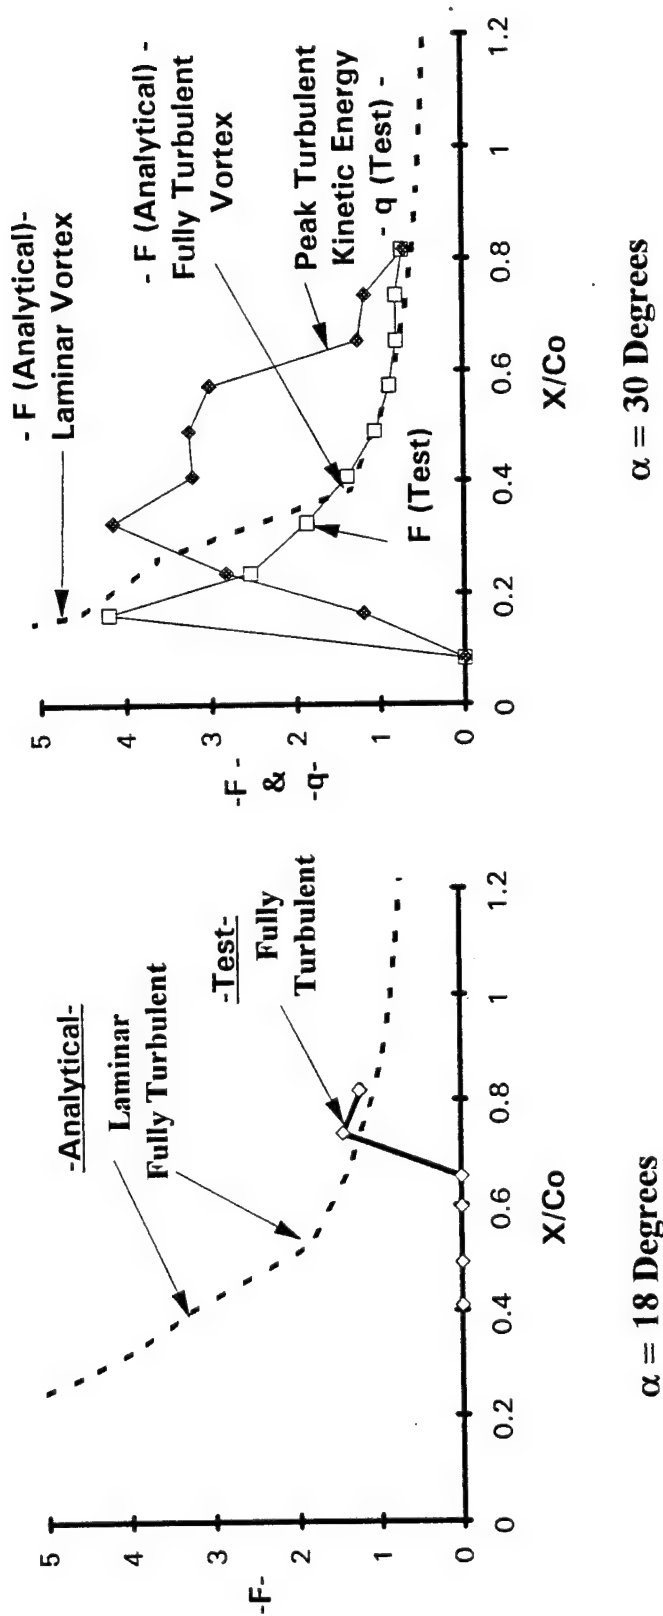 5
4
3
2
1
0
-F-
-Analytical-
Laminar
Fully Turbulent
-Test-
Fully
Turbulent
0
0.2
0.4
0.6
0.8
1
1.2
X/Co
α = 18 Degrees
5
4
3
2
1
0
-F-
&
-q-
- F (Analytical)-
Laminar Vortex
- F (Analytical) -
Fully Turbulent
Vortex
Peak Turbulent
Kinetic Energy
- q (Test) -
F (Test)
0
0.2
0.4
0.6
0.8
1
1.2
X/Co
α = 30 Degrees